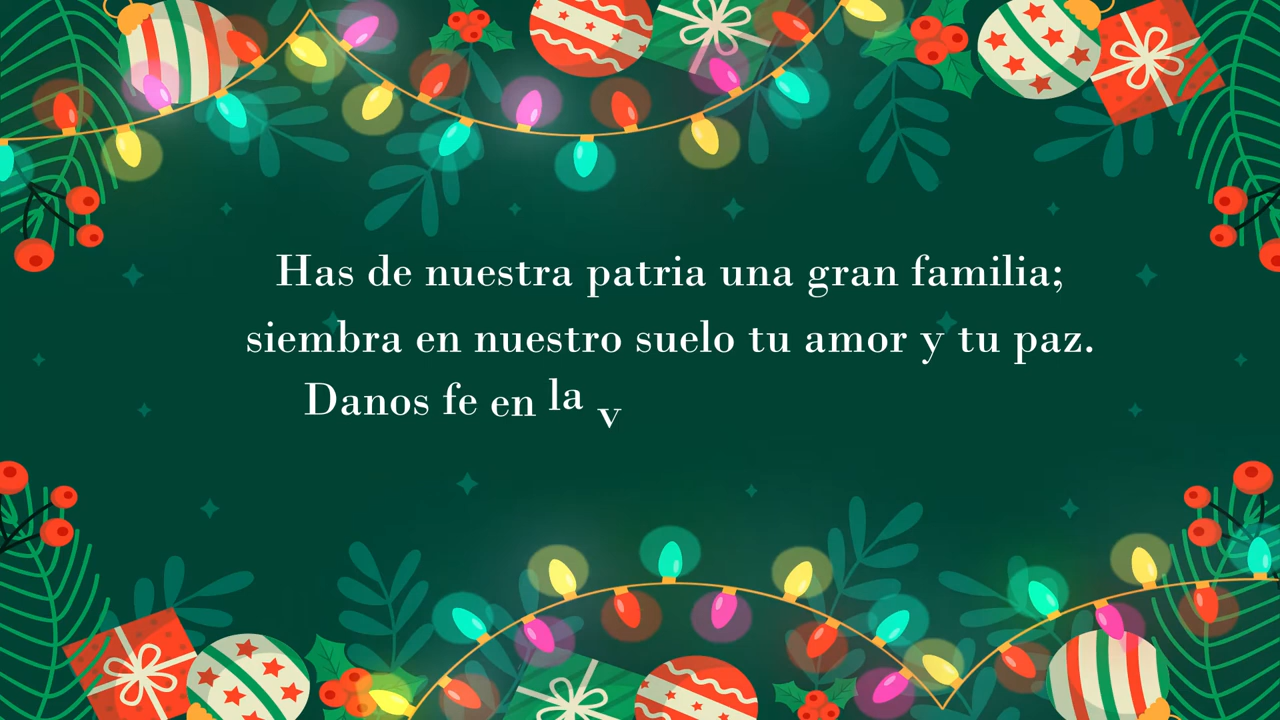 Has de nuestra patria una gran familia;
siembra en nuestro suelo tu amor y tu paz.
Danos fe en la v